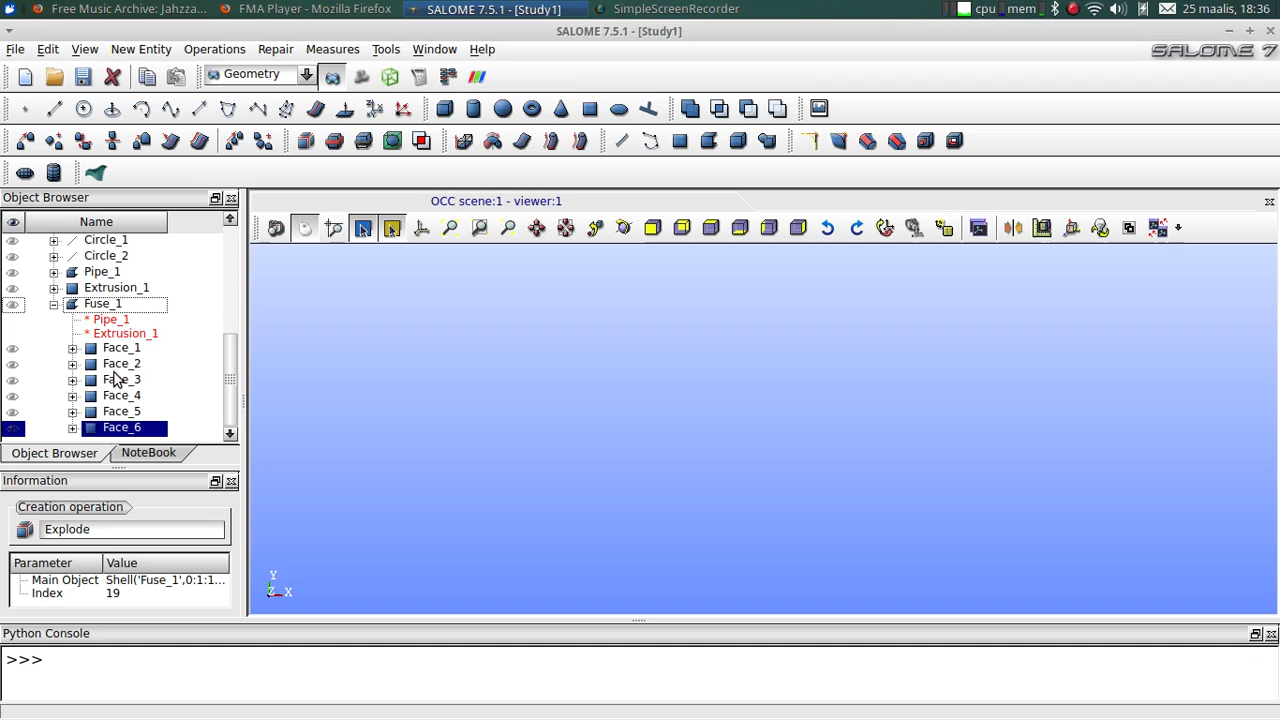 Free Music Archive: Jahzza...
FMA Player - Mozilla Firefox
SALOME 7.5.1 - [Study1]
SimpleScreenRecorder
cpu
mem
25 maalis, 18:36
SALOME 7.5.1 - [Study1]
File Edit View New Entity Operations Repair Measures Tools Window Help
SALOME 7
Geometry
Object Browser
OCC scene:1 - viewer:1
Name
Circle_1
Circle_2
Pipe_1
Extrusion_1
Fuse_1
* Pipe_1
* Extrusion_1
Face_1
Face_2
Face_3
Face_4
Face_5
Face_6
Object Browser NoteBook
Information
Creation operation
Explode
Parameter Value
Main Object Shell('Fuse_1',0:1:1...
Index 19
Y
Z X
Python Console
>>>